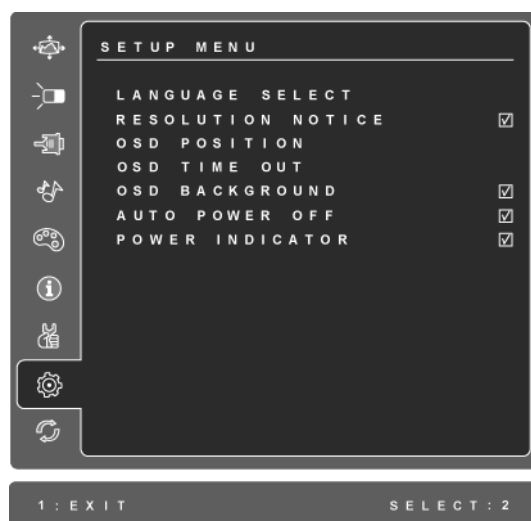 SETUP MENU
LANGUAGE SELECT
RESOLUTION NOTICE
OSD POSITION
OSD TIME OUT
OSD BACKGROUND
AUTO POWER OFF
POWER INDICATOR
1:EXIT SELECT:2